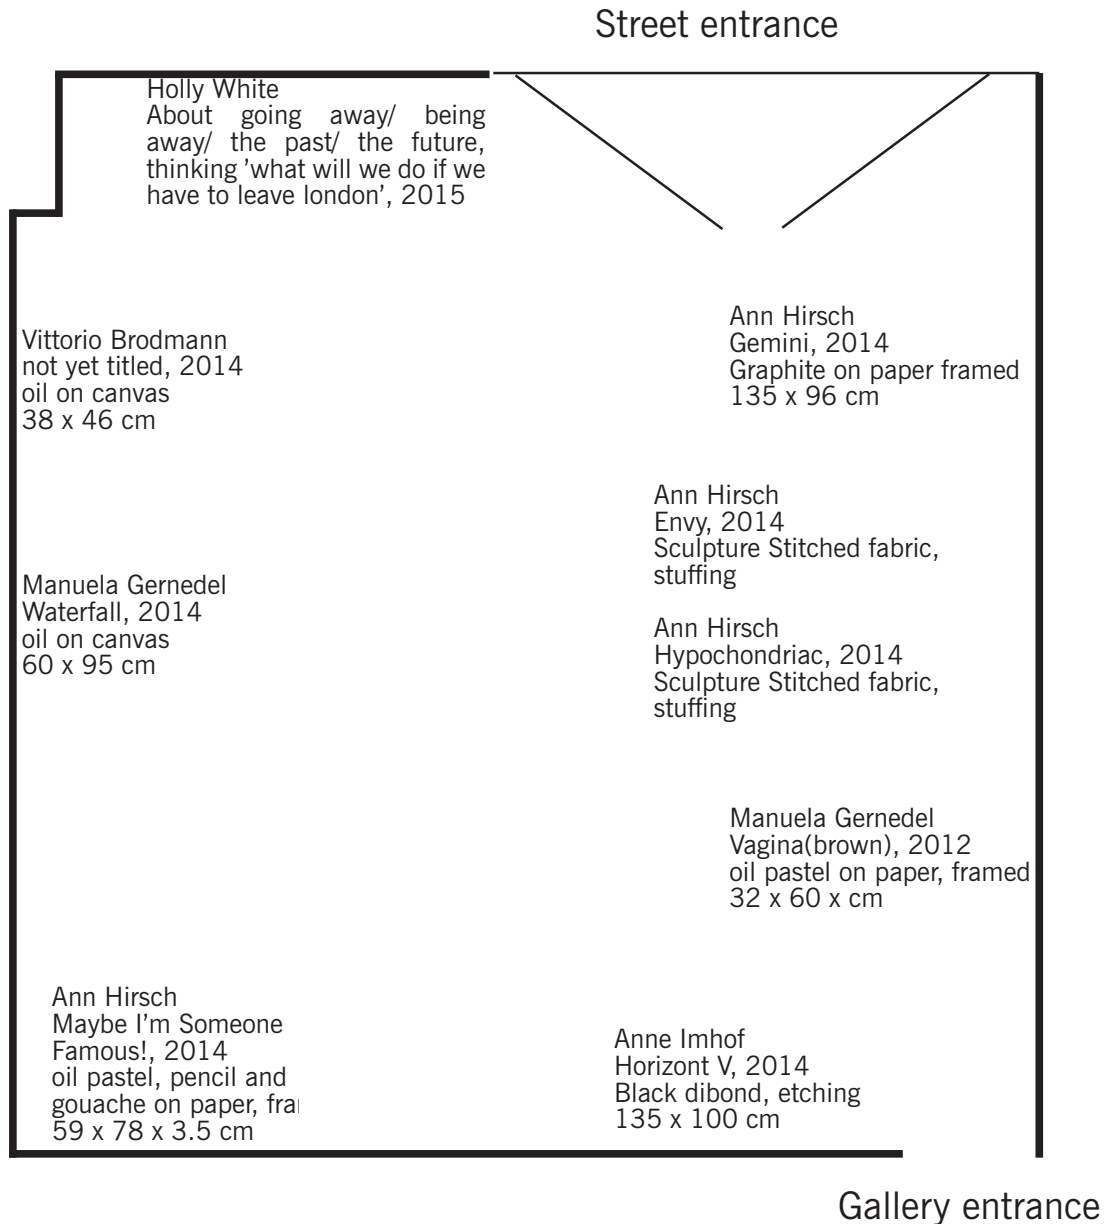 Street entrance
Holly White
About going away/ being
away/ the past/ the future,
thinking 'what will we do if we
have to leave london', 2015
Vittorio Brodmann
not yet titled, 2014
oil on canvas
38 x 46 cm
Ann Hirsch
Gemini, 2014
Graphite on paper framed
135 x 96 cm
Ann Hirsch
Envy, 2014
Sculpture Stitched fabric,
stuffing
Manuela Gernedel
Waterfall, 2014
oil on canvas
60 x 95 cm
Ann Hirsch
Hypochondriac, 2014
Sculpture Stitched fabric,
stuffing
Manuela Gernedel
Vagina(brown), 2012
oil pastel on paper, framed
32 x 60 x cm
Ann Hirsch
Maybe I'm Someone
Famous!, 2014
oil pastel, pencil and
gouache on paper,
59 x 78 x 3.5 cm
Anne Imhof
Horizont V, 2014
Black dibond, etching
135 x 100 cm
Gallery entrance